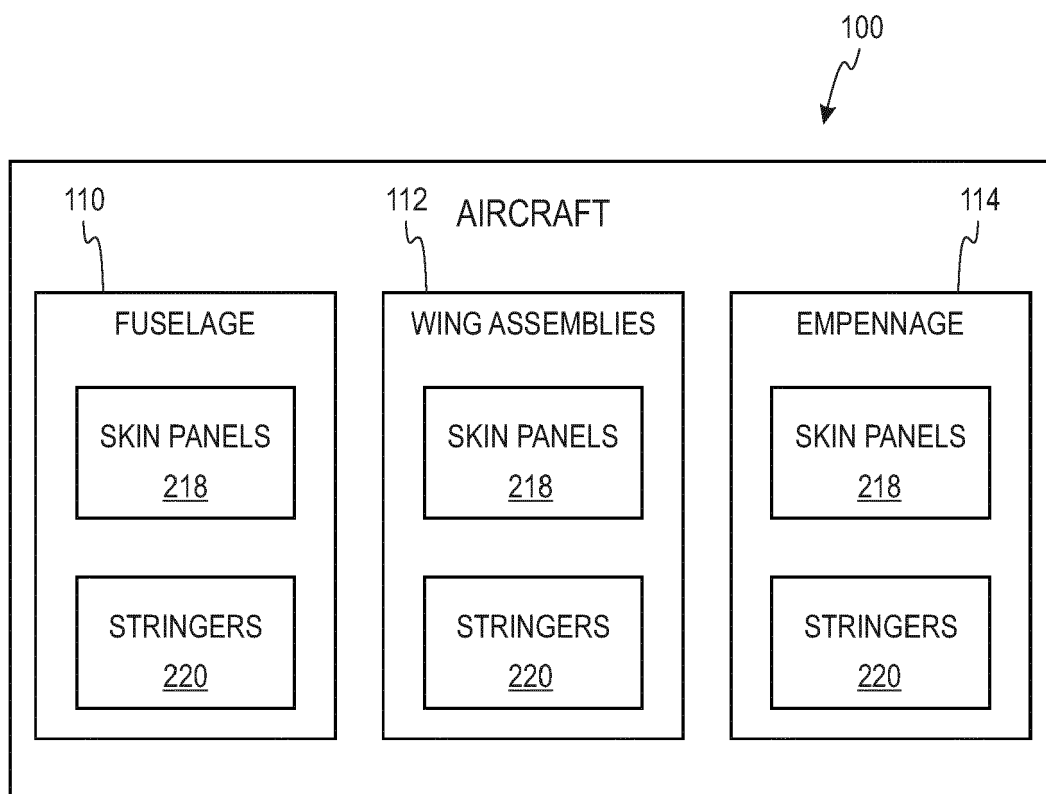 100
110
112
AIRCRAFT
114
FUSELAGE
SKIN PANELS
218
STRINGERS
220
WING ASSEMBLIES
SKIN PANELS
218
STRINGERS
220
EMPENNAGE
SKIN PANELS
218
STRINGERS
220